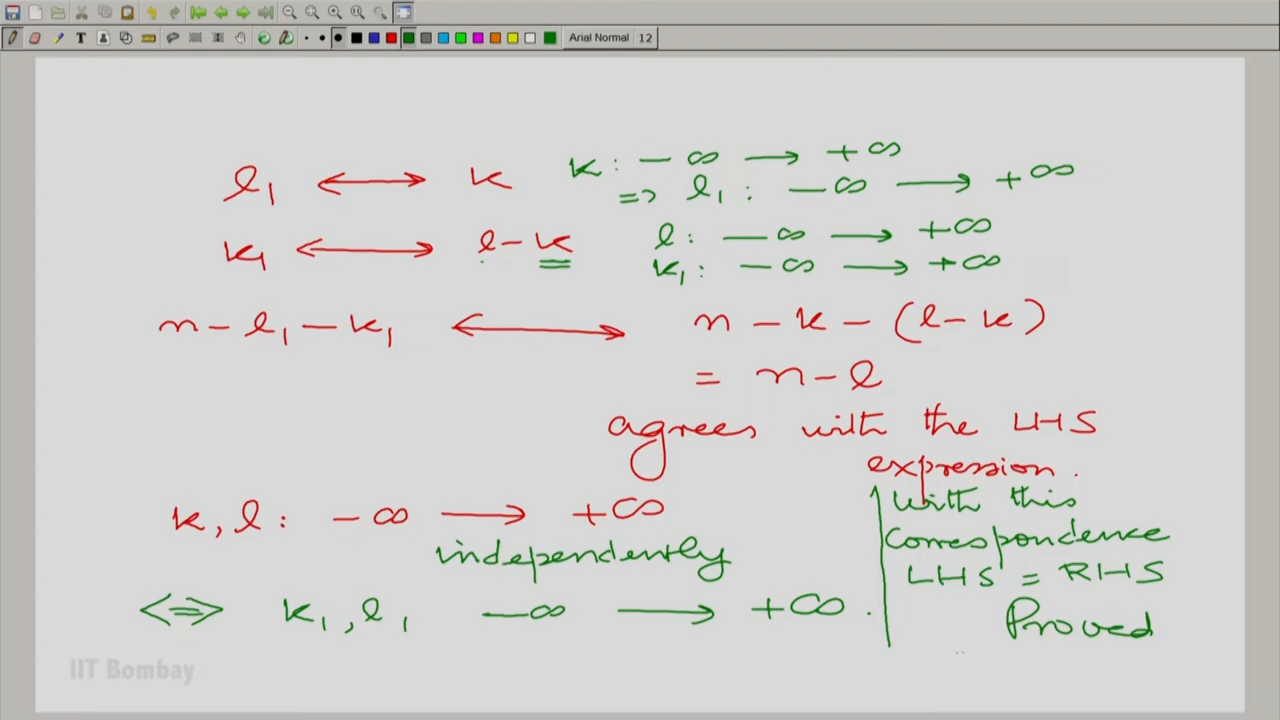 Arial Normal 12
l₁ ⟷ k
k : −∞ → +∞
⇒ l₁ : −∞ → +∞
k₁ ⟷ l − k
l : −∞ → +∞
k₁ : −∞ → +∞
n − l₁ − k₁ ⟷ n − k − (l − k)
= n − l
agrees with the LHS
expression.
k, l : −∞ → +∞
independently
⇔ k₁, l₁ −∞ → +∞.
with this
correspondence
LHS = RHS
Proved
IIT Bombay